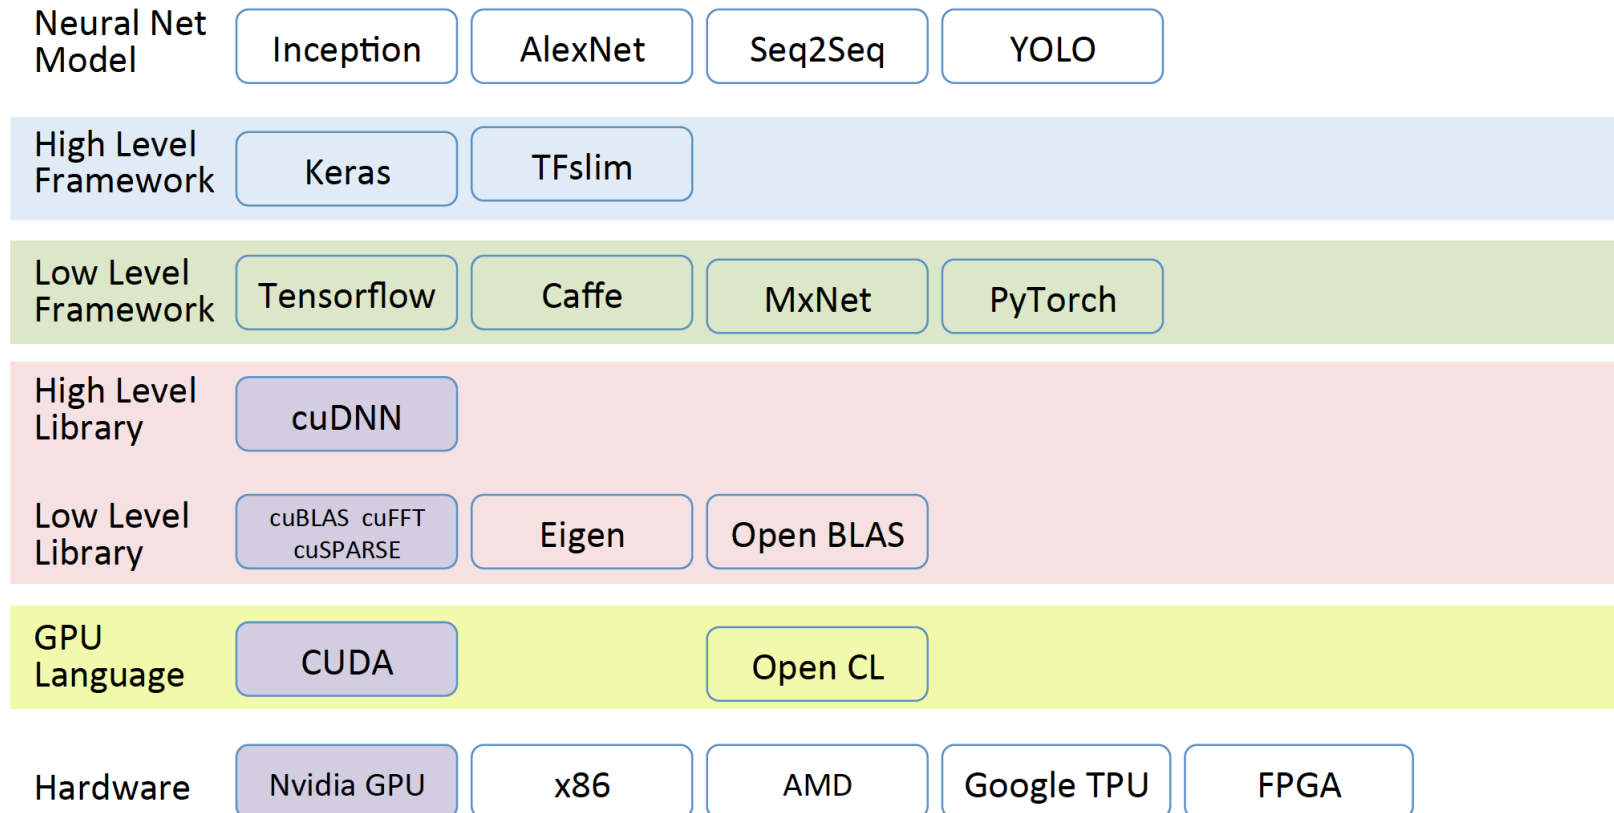 Neural Net
Model
Inception
AlexNet
Seq2Seq
YOLO
High Level
Framework
Keras
TFslim
Low Level
Framework
Tensorflow
Caffe
MxNet
PyTorch
High Level
Library
cuDNN
Low Level
Library
cuBLAS cuFFT
cuSPARSE
Eigen
Open BLAS
GPU
Language
CUDA
Open CL
Hardware
Nvidia GPU
x86
AMD
Google TPU
FPGA